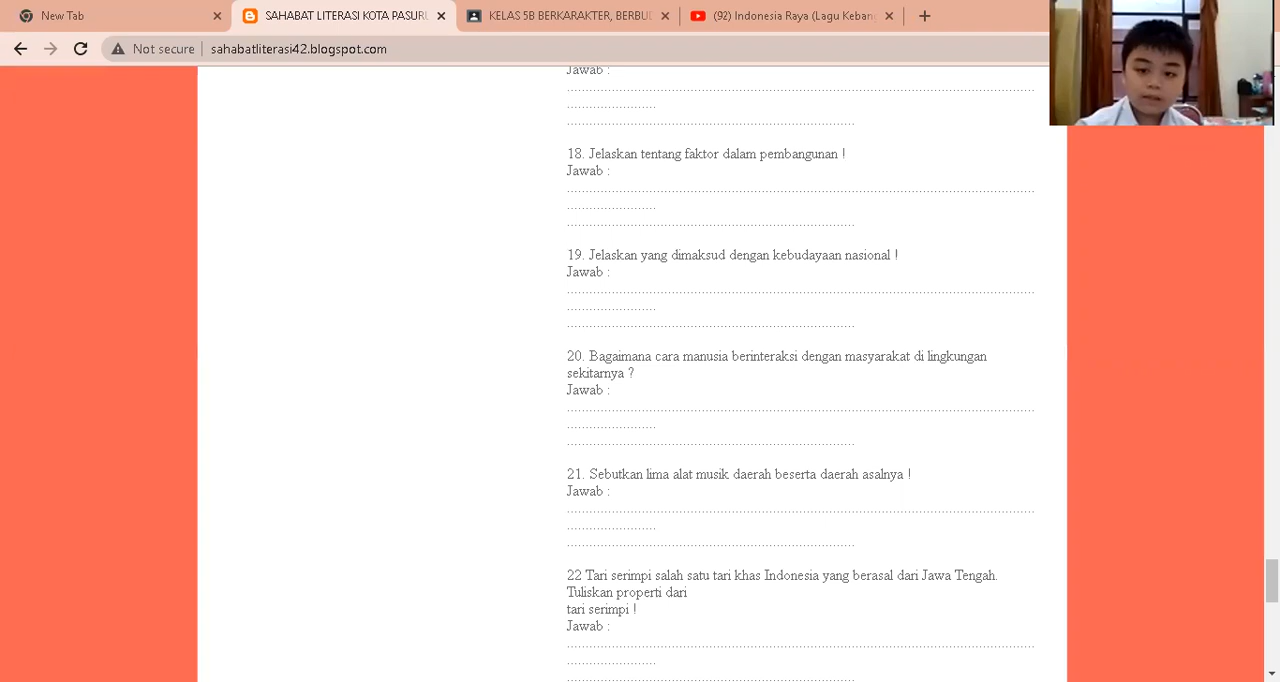 New Tab
SAHABAT LITERASI KOTA PASURU
KELAS 5B BERKARAKTER, BERBUD
(92) Indonesia Raya (Lagu Keban
Not secure
sahabatliterasi42.blogspot.com
Jawab :
................................................................................................................................
........................
..............................................................................
18. Jelaskan tentang faktor dalam pembangunan !
Jawab :
................................................................................................................................
........................
..............................................................................
19. Jelaskan yang dimaksud dengan kebudayaan nasional !
Jawab :
................................................................................................................................
........................
..............................................................................
20. Bagaimana cara manusia berinteraksi dengan masyarakat di lingkungan
sekitarnya ?
Jawab :
................................................................................................................................
........................
..............................................................................
21. Sebutkan lima alat musik daerah beserta daerah asalnya !
Jawab :
................................................................................................................................
........................
..............................................................................
22 Tari serimpi salah satu tari khas Indonesia yang berasal dari Jawa Tengah.
Tuliskan properti dari
tari serimpi !
Jawab :
................................................................................................................................
........................
..............................................................................